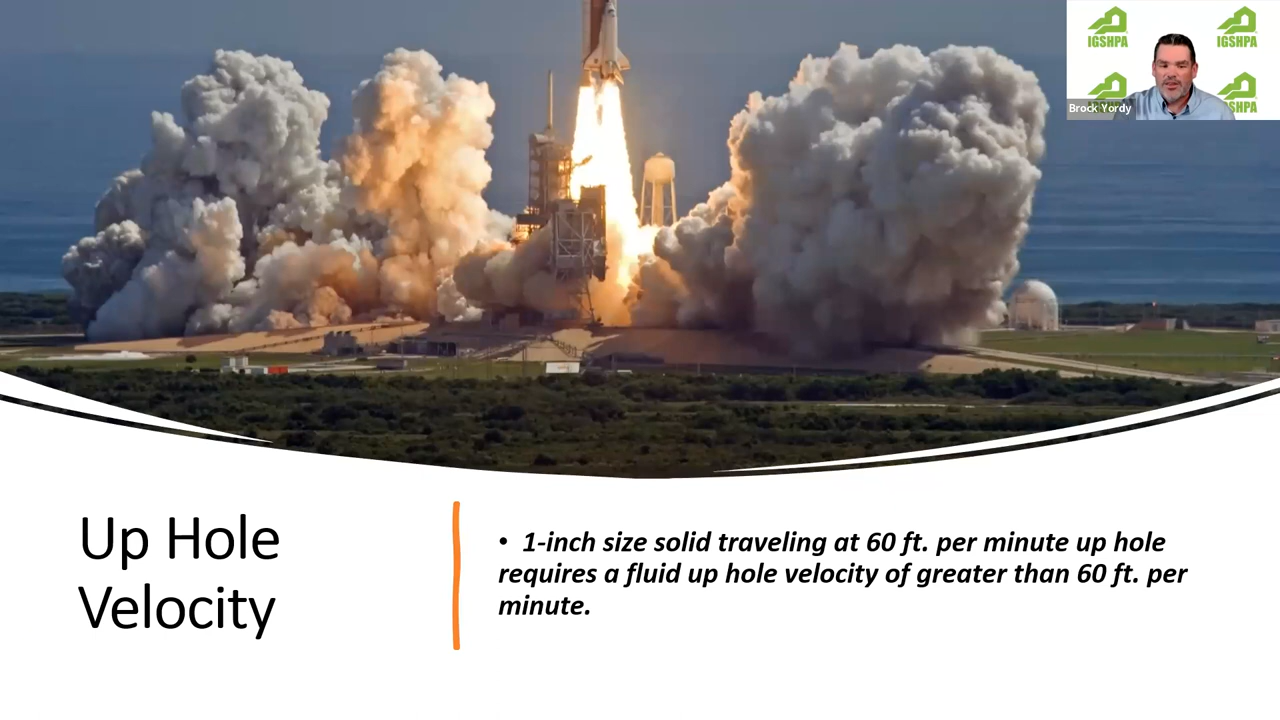 IGSHPA
IGSHPA
IGSHPA
Brock Yordy
Up Hole
Velocity
• 1-inch size solid traveling at 60 ft. per minute up hole
requires a fluid up hole velocity of greater than 60 ft. per
minute.